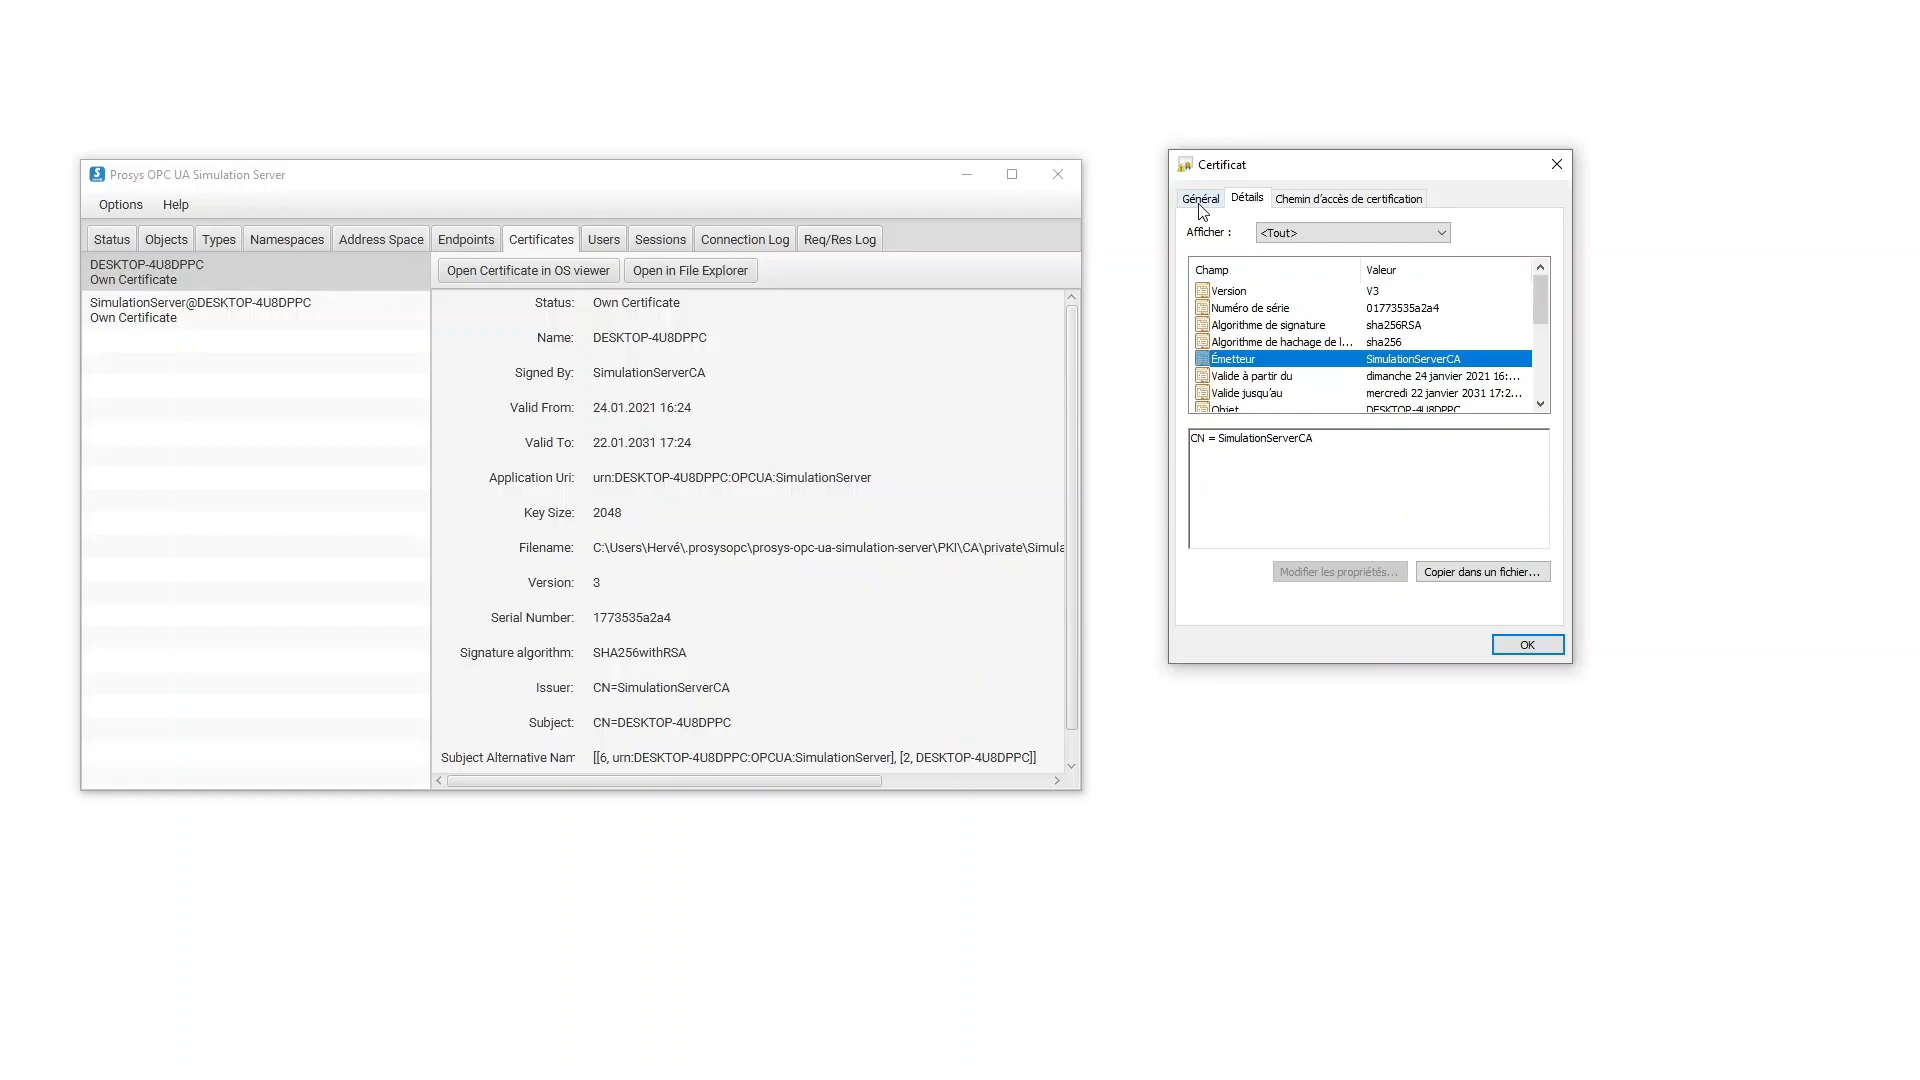 Prosys OPC UA Simulation Server
Options Help
Status Objects Types Namespaces Address Space Endpoints Certificates Users Sessions Connection Log Req/Res Log
DESKTOP-4U8DPPC
Own Certificate
SimulationServer@DESKTOP-4U8DPPC
Own Certificate
Open Certificate in OS viewer Open in File Explorer
Status: Own Certificate
Name: DESKTOP-4U8DPPC
Signed By: SimulationServerCA
Valid From: 24.01.2021 16:24
Valid To: 22.01.2031 17:24
Application Uri: urn:DESKTOP-4U8DPPC:OPCUA:SimulationServer
Key Size: 2048
Filename: C:\Users\Hervé\.prosysopc\prosys-opc-ua-simulation-server\PKI\CA\private\Simula
Version: 3
Serial Number: 1773535a2a4
Signature algorithm: SHA256withRSA
Issuer: CN=SimulationServerCA
Subject: CN=DESKTOP-4U8DPPC
Subject Alternative Nam [[6, urn:DESKTOP-4U8DPPC:OPCUA:SimulationServer], [2, DESKTOP-4U8DPPC]]
Certificat
Général Détails Chemin d'accès de certification
Afficher : <Tout>
Champ Valeur
Version V3
Numéro de série 01773535a2a4
Algorithme de signature sha256RSA
Algorithme de hachage de l... sha256
Émetteur SimulationServerCA
Valide à partir du dimanche 24 janvier 2021 16:...
Valide jusqu'au mercredi 22 janvier 2031 17:2...
Objet DESKTOP-4U8DPPC
CN = SimulationServerCA
Modifier les propriétés... Copier dans un fichier...
OK